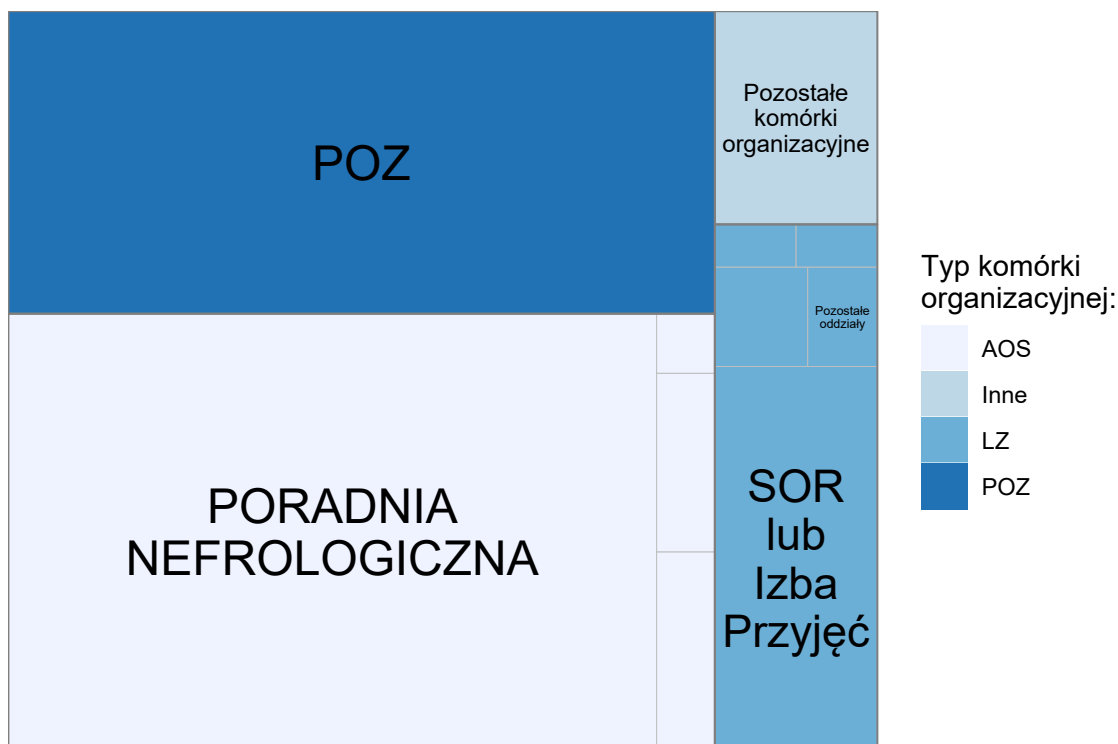 POZ
Pozostałe
komórki
organizacyjne
Pozostałe
oddziały
PORADNIA
NEFROLOGICZNA
SOR
lub
Izba
Przyjęć
Typ komórki
organizacyjnej:
AOS
Inne
LZ
POZ